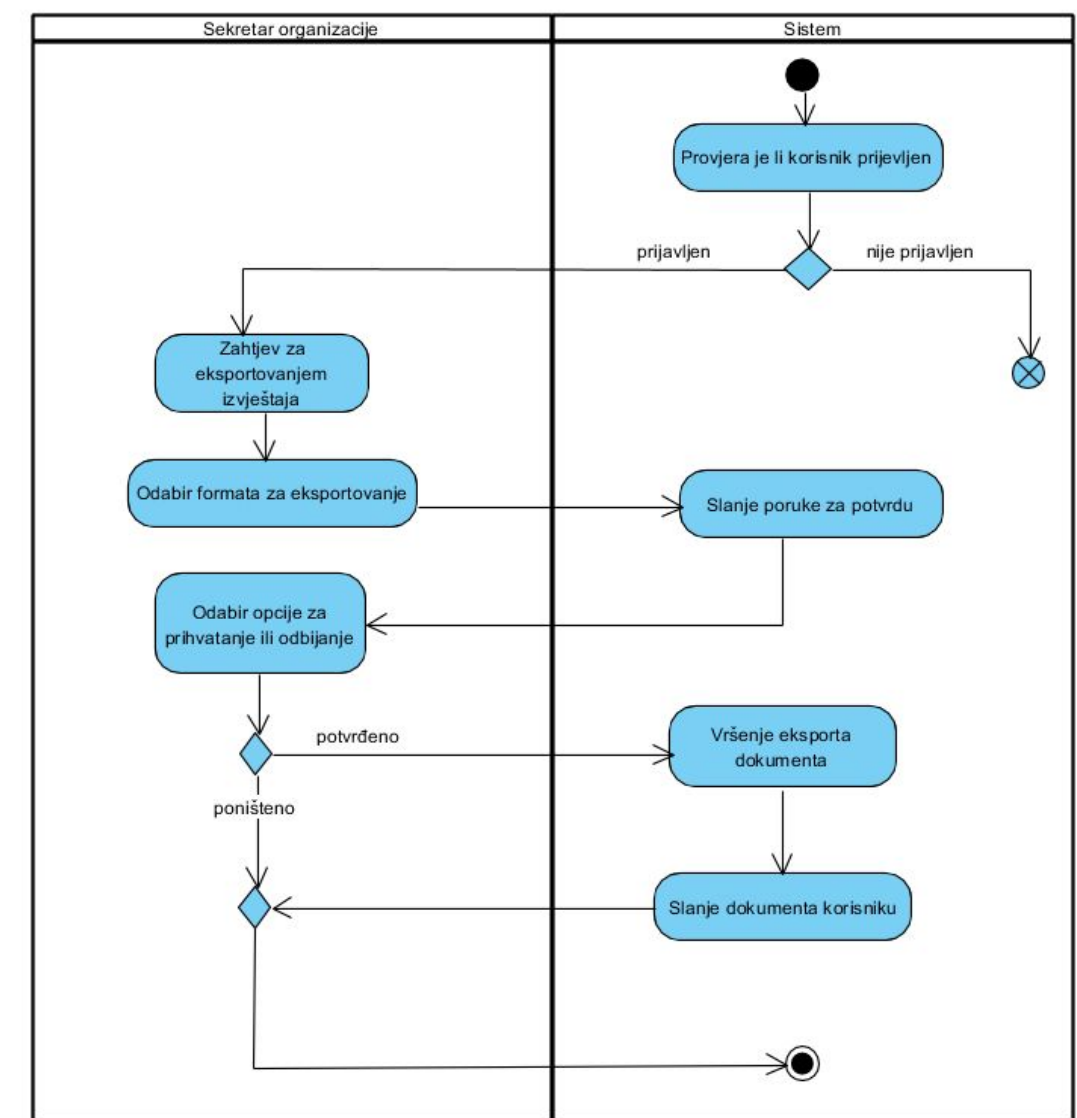 Sekretar organizacije
Sistem
Provjera je li korisnik prijevljen
prijavljen
nije prijavljen
Zahtjev za
eksportovanjem
izvještaja
Odabir formata za eksportovanje
Slanje poruke za potvrdu
Odabir opcije za
prihvatanje ili odbijanje
potvrđeno
Vršenje eksporta
dokumenta
poništeno
Slanje dokumenta korisniku